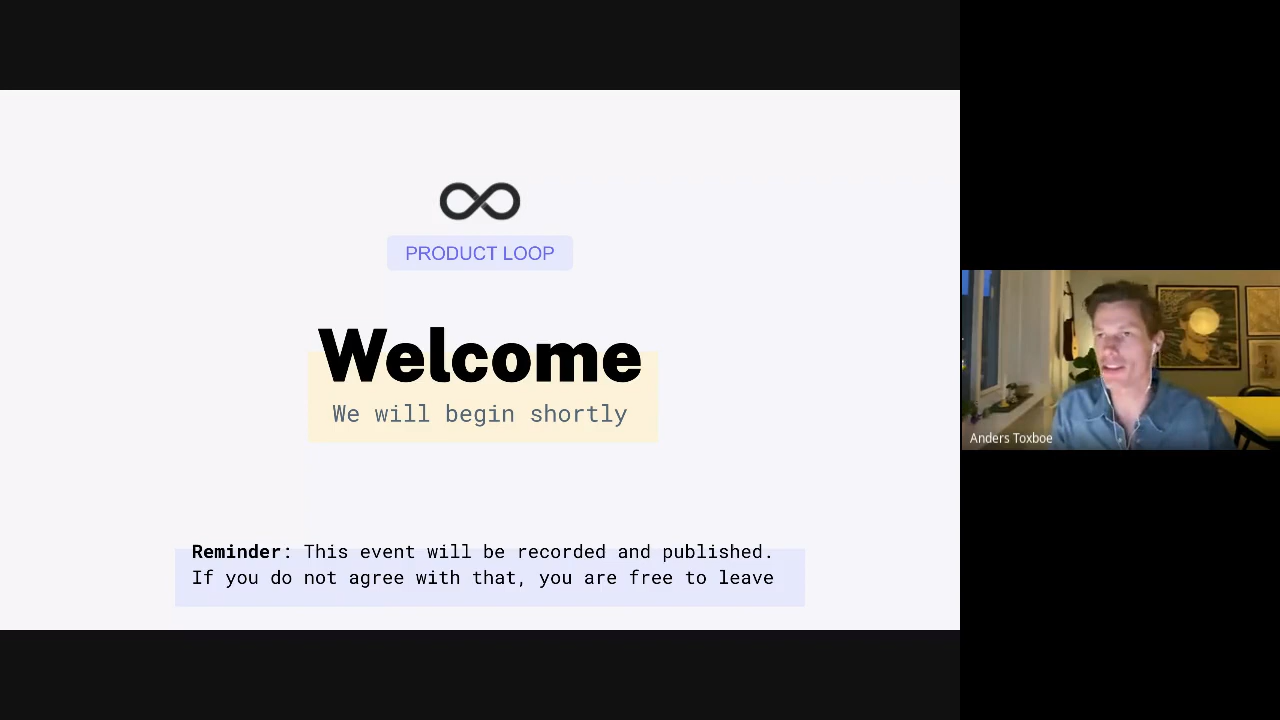 PRODUCT LOOP
Welcome
We will begin shortly
Reminder: This event will be recorded and published.
If you do not agree with that, you are free to leave
Anders Toxboe